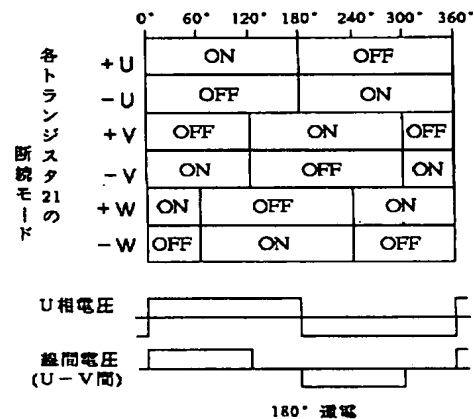 0° 60° 120° 180° 240° 300° 360°
各トランジスタ21の
断続モード
+U ON OFF
-U OFF ON
+V OFF ON OFF
-V ON OFF ON
+W ON OFF ON
-W OFF ON OFF
U相電圧
線間電圧
(U-V間)
180° 通電